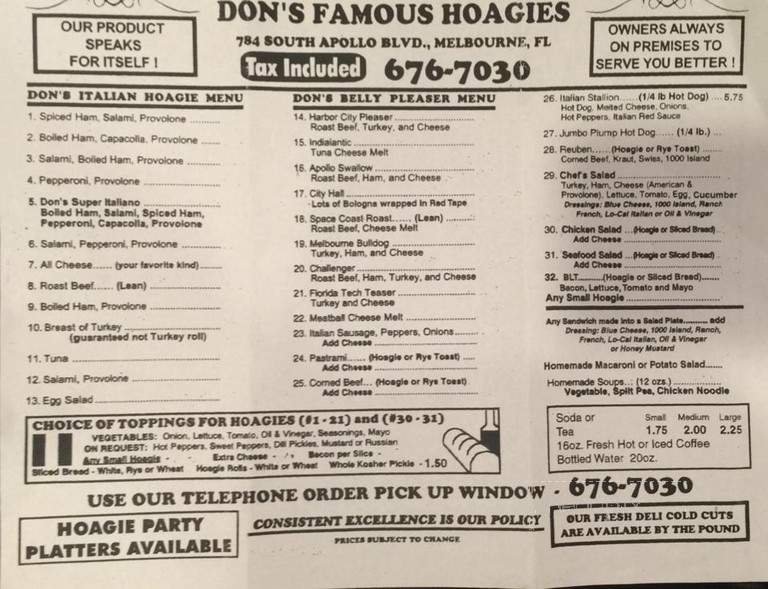 OUR PRODUCT
SPEAKS
FOR ITSELF !
DON'S FAMOUS HOAGIES
784 SOUTH APOLLO BLVD., MELBOURNE, FL
Tax Included 676-7030
OWNERS ALWAYS
ON PREMISES TO
SERVE YOU BETTER !
DON'S ITALIAN HOAGIE MENU
1. Spiced Ham, Salami, Provolone
2. Boiled Ham, Capacolla, Provolone
3. Salami, Boiled Ham, Provolone
4. Pepperoni, Provolone
5. Don's Super Italiano
Boiled Ham, Salami, Spiced Ham,
Pepperoni, Capacolla, Provolone
6. Salami, Pepperoni, Provolone
7. All Cheese...... (your favorite kind)
8. Roast Beef...... (Lean)
9. Boiled Ham, Provolone
10. Breast of Turkey
(guaranteed not Turkey roll)
11. Tuna
12. Salami, Provolone
13. Egg Salad
DON'S BELLY PLEASER MENU
14. Harbor City Pleaser
Roast Beef, Turkey, and Cheese
15. Indialantic
Tuna Cheese Melt
16. Apollo Swallow
Roast Beef, Ham, and Cheese
17. City Hall
Lots of Bologna wrapped in Red Tape
18. Space Coast Roast...... (Lean)
Roast Beef, Cheese Melt
19. Melbourne Bulldog
Turkey, Ham, and Cheese
20. Challenger
Roast Beef, Ham, Turkey, and Cheese
21. Florida Tech Teaser
Turkey and Cheese
22. Meatball Cheese Melt
23. Italian Sausage, Peppers, Onions
Add Cheese
24. Pastrami...... (Hoagie or Rye Toast)
Add Cheese
25. Corned Beef... (Hoagie or Rye Toast)
Add Cheese
26. Italian Stallion......(1/4 lb Hot Dog) ....5.75
Hot Dog, Melted Cheese, Onions,
Hot Peppers, Italian Red Sauce
27. Jumbo Plump Hot Dog...... (1/4 lb.)
28. Reuben......(Hoagie or Rye Toast)
Corned Beef, Kraut, Swiss, 1000 Island
29. Chef's Salad
Turkey, Ham, Cheese (American &
Provolone), Lettuce, Tomato, Egg, Cucumber
Dressings: Blue Cheese, 1000 Island, Ranch
French, Lo-Cal Italian or Oil & Vinegar
30. Chicken Salad ...(Hoagie or Sliced Bread)
Add Cheese
31. Seafood Salad ...(Hoagie or Sliced Bread)
Add Cheese
32. BLT..........(Hoagie or Sliced Bread)
Bacon, Lettuce, Tomato and Mayo
Any Small Hoagie
Any Sandwich made into a Salad Plate............ add
Dressing: Blue Cheese, 1000 Island, Ranch,
French, Lo-Cal Italian, Oil & Vinegar
or Honey Mustard
Homemade Macaroni or Potato Salad
Homemade Soups... (12 ozs.)
Vegetable, Split Pea, Chicken Noodle
CHOICE OF TOPPINGS FOR HOAGIES (#1 - 21) and (#30 - 31)
VEGETABLES: Onion, Lettuce, Tomato, Oil & Vinegar, Seasonings, Mayo
ON REQUEST: Hot Peppers, Sweet Peppers, Dill Pickles, Mustard or Russian
Any Small Hoagie - Extra Cheese - Bacon per Slice -
Sliced Bread - White, Rye or Wheat Hoagie Rolls - White or Wheat Whole Kosher Pickle - 1.50
Soda or Small Medium Large
Tea 1.75 2.00 2.25
16oz. Fresh Hot or Iced Coffee
Bottled Water 20oz.
USE OUR TELEPHONE ORDER PICK UP WINDOW - 676-7030
HOAGIE PARTY
PLATTERS AVAILABLE
CONSISTENT EXCELLENCE IS OUR POLICY
PRICES SUBJECT TO CHANGE
OUR FRESH DELI COLD CUTS
ARE AVAILABLE BY THE POUND